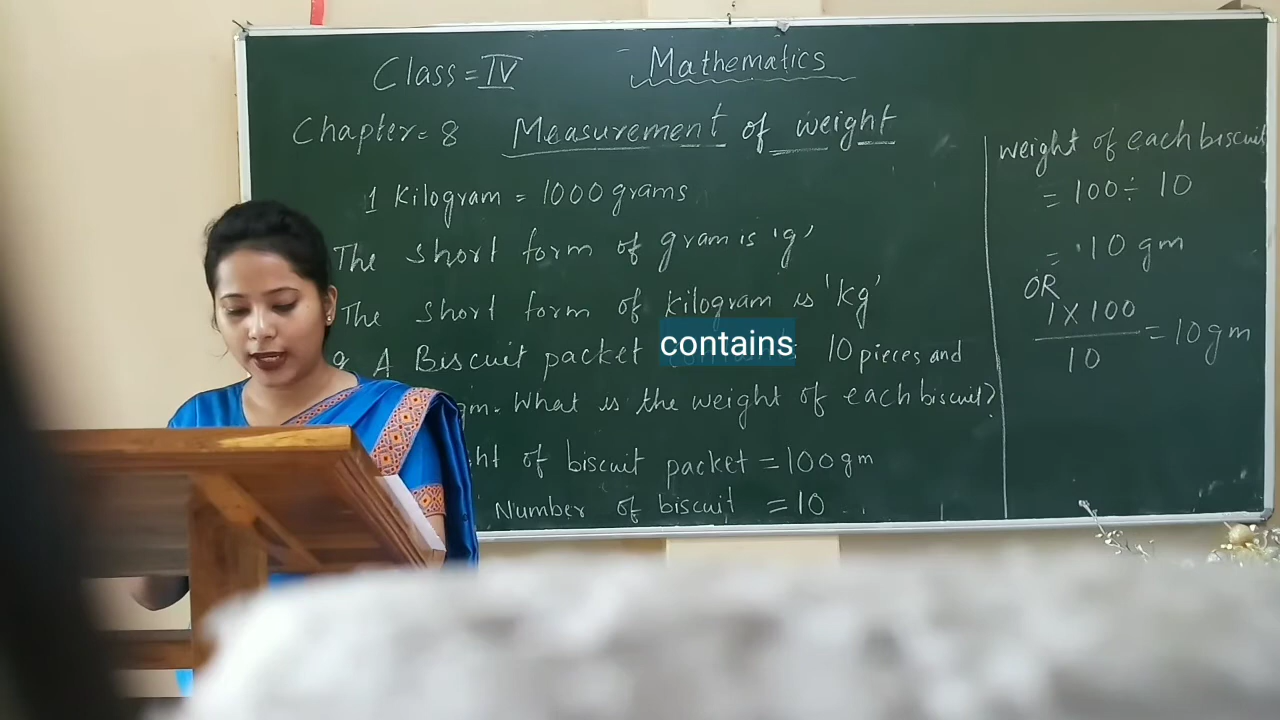 Class = IV
Mathematics
Chapter = 8 Measurement of weight
1 Kilogram = 1000 grams
The short form of gram is 'g'
The short form of kilogram is 'kg'
A Biscuit packet contains 10 pieces and
gm. What is the weight of each biscuit?
ht of biscuit packet = 100 gm
Number of biscuit = 10
weight of each biscuit
= 100 ÷ 10
= 10 gm
OR
1 x 100
10
= 10 gm